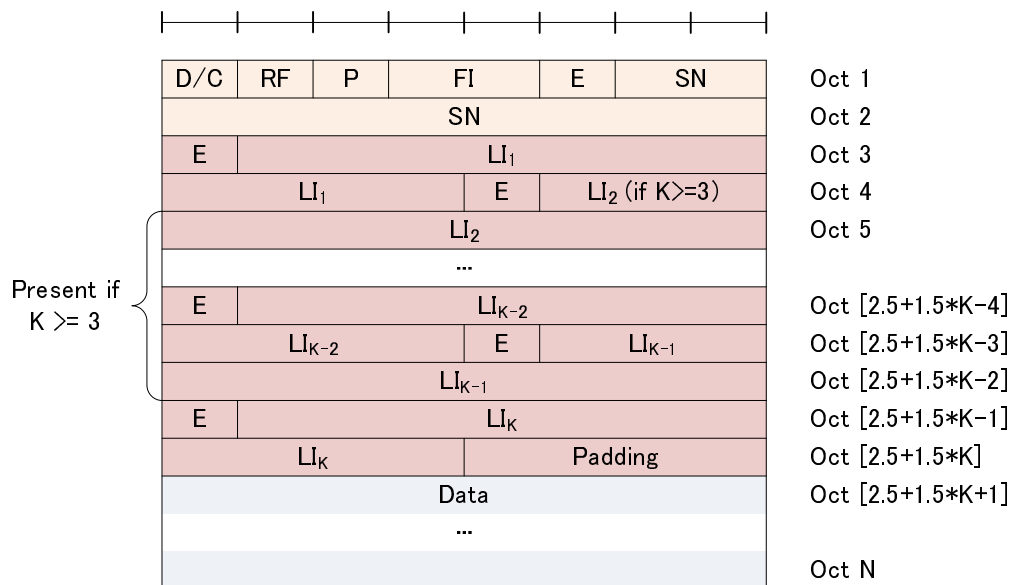 D/C RF P FI E SN Oct 1
SN Oct 2
E LI₁ Oct 3
LI₁ E LI₂ (if K>=3) Oct 4
LI₂ Oct 5
...
Present if
K >= 3
E LIK-2 Oct [2.5+1.5*K-4]
LIK-2 E LIK-1 Oct [2.5+1.5*K-3]
LIK-1 Oct [2.5+1.5*K-2]
E LIK Oct [2.5+1.5*K-1]
LIK Padding Oct [2.5+1.5*K]
Data Oct [2.5+1.5*K+1]
...
Oct N